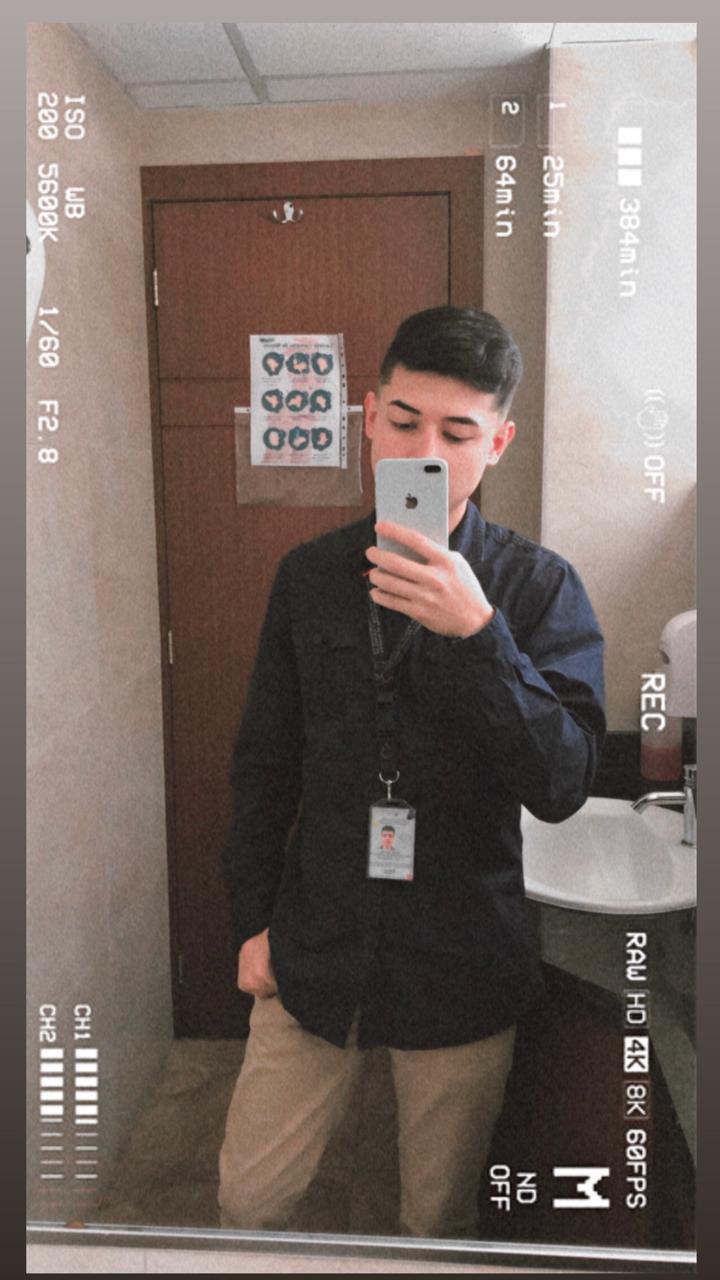 ISO WB
200 5600K 1/60 F2.8
1 25min
2 64min
384min
OFF
REC
RAW HD 4K 8K 60FPS
M
ND
OFF
CH1
CH2